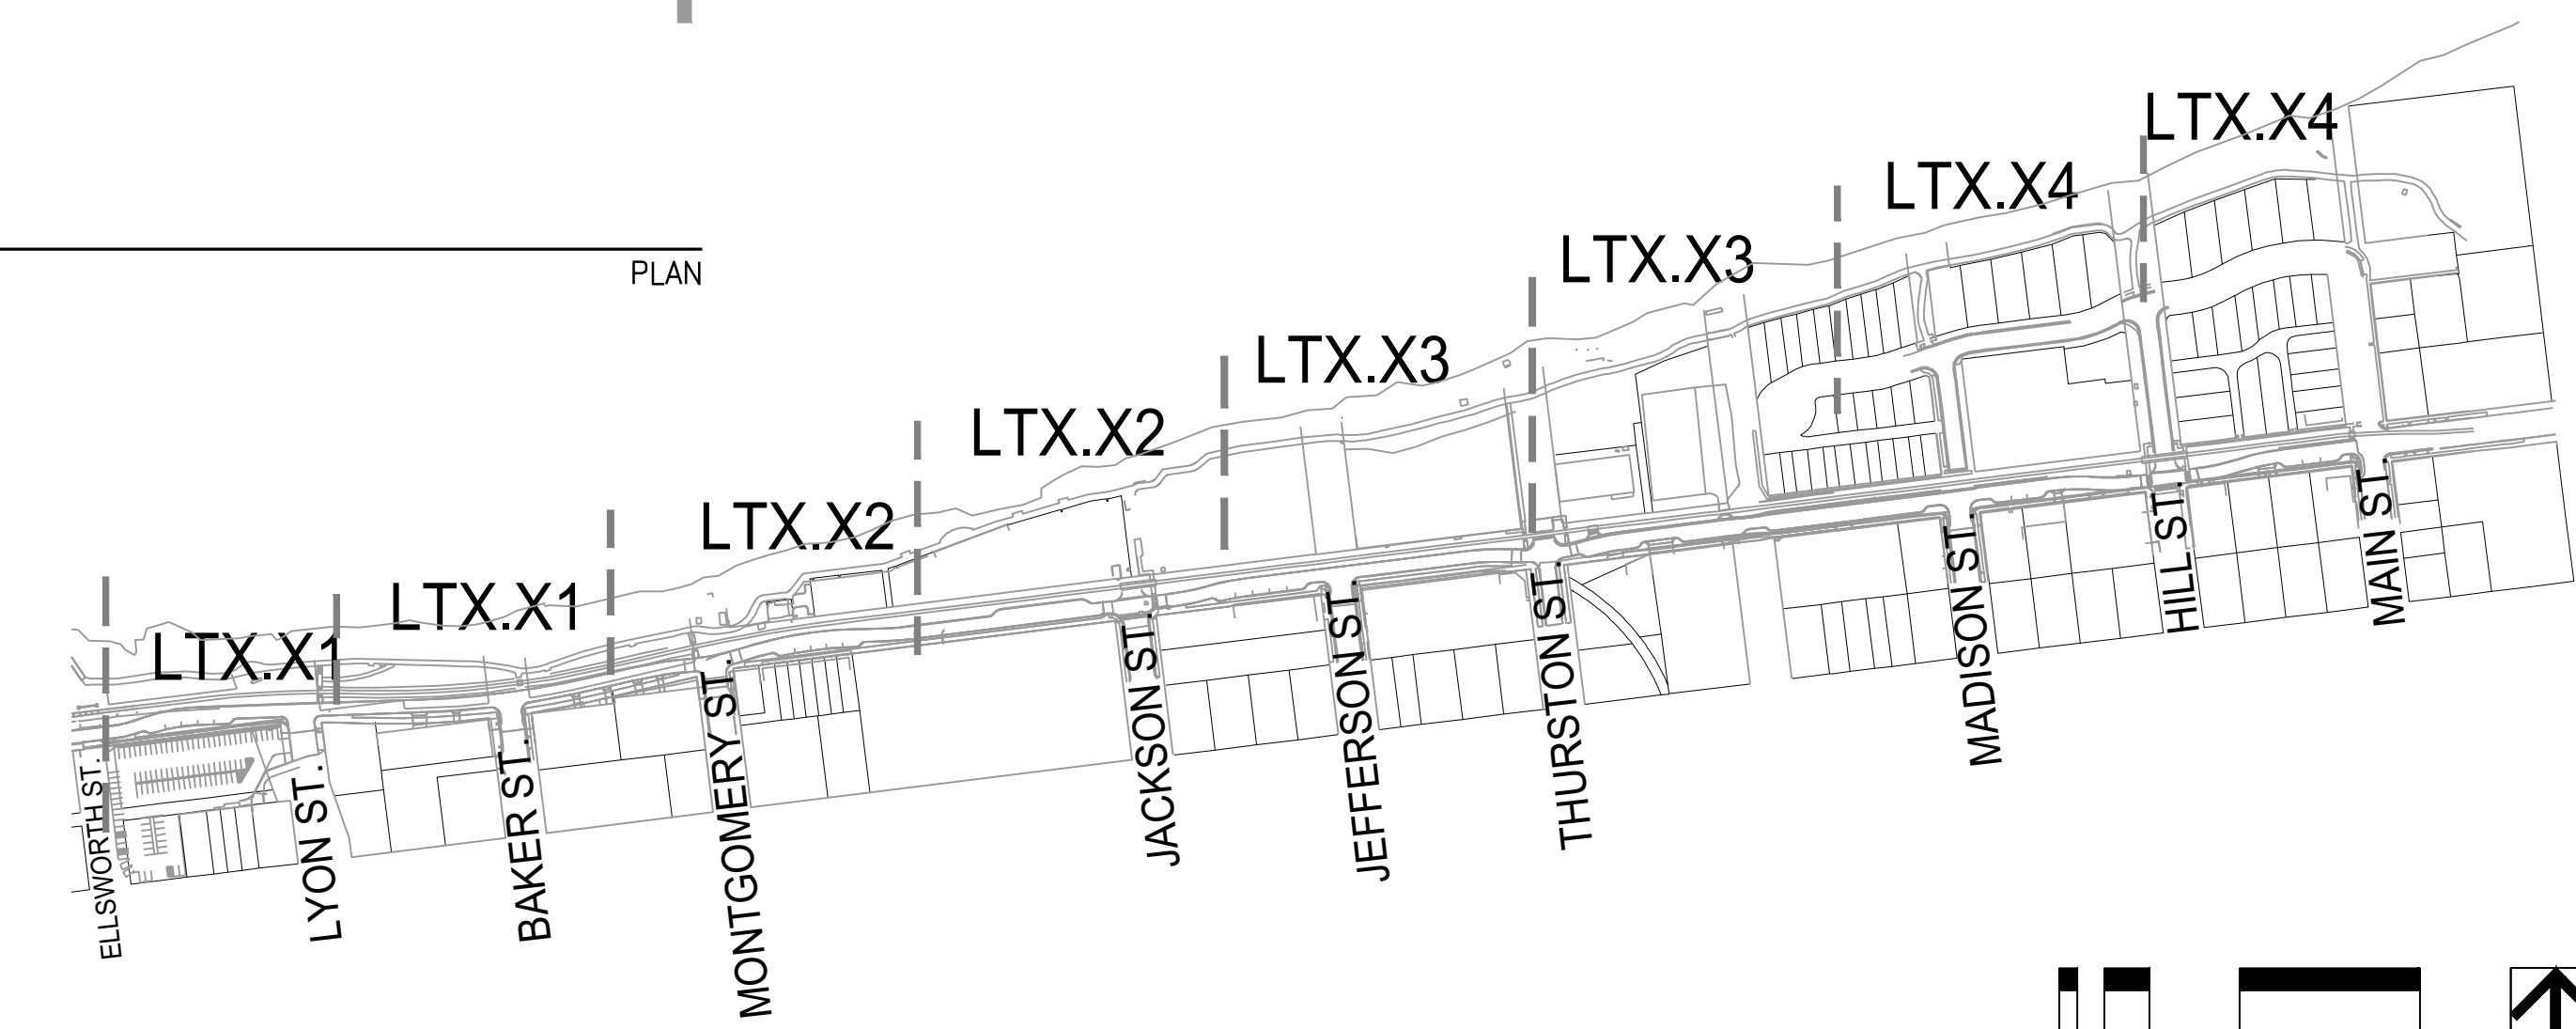 PLAN
LTX.X1
LTX.X1
LTX.X2
LTX.X2
LTX.X3
LTX.X3
LTX.X4
LTX.X4
ELLSWORTH ST.
LYON ST.
BAKER ST.
MONTGOMERY ST.
JACKSON ST.
JEFFERSON ST.
THURSTON ST.
MADISON ST.
HILL ST.
MAIN ST.